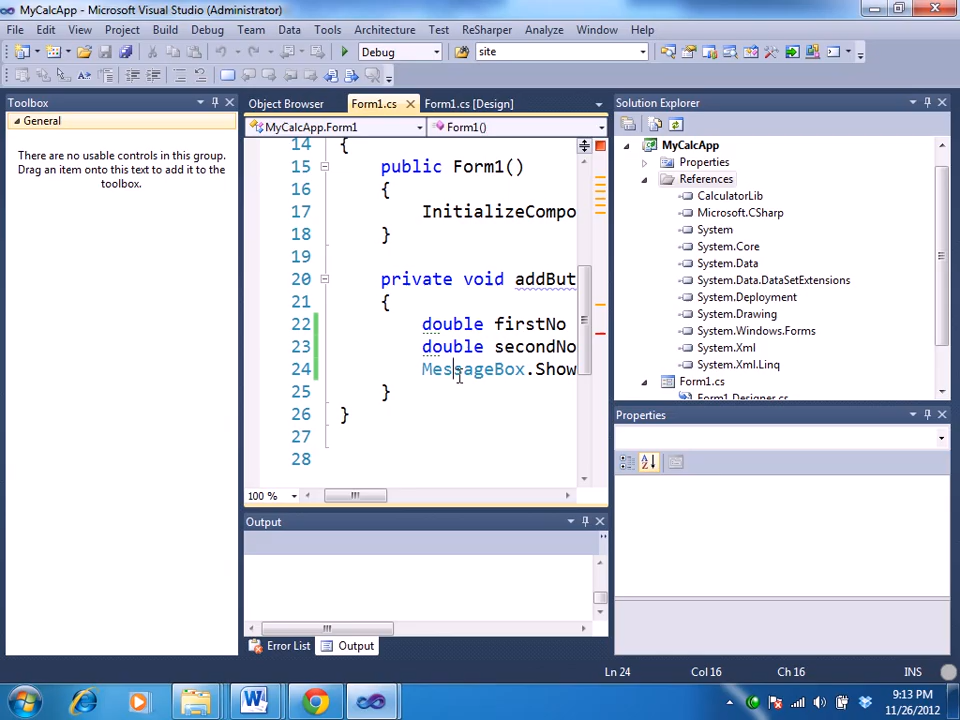 MyCalcApp - Microsoft Visual Studio (Administrator)
File Edit View Project Build Debug Team Data Tools Architecture Test ReSharper Analyze Window Help
Debug site
Toolbox
General
There are no usable controls in this group. Drag an item onto this text to add it to the toolbox.
Object Browser Form1.cs Form1.cs [Design]
MyCalcApp.Form1 Form1()
14 {
15 public Form1()
16 {
17 InitializeCompo
18 }
19
20 private void addBut
21 {
22 double firstNo
23 double secondNo
24 MessageBox.Show
25 }
26 }
27
28
100 %
Output
Error List Output
Solution Explorer
MyCalcApp
Properties
References
CalculatorLib
Microsoft.CSharp
System
System.Core
System.Data
System.Data.DataSetExtensions
System.Deployment
System.Drawing
System.Windows.Forms
System.Xml
System.Xml.Linq
Form1.cs
Form1.Designer.cs
Properties
Ln 24 Col 16 Ch 16 INS
9:13 PM
11/26/2012